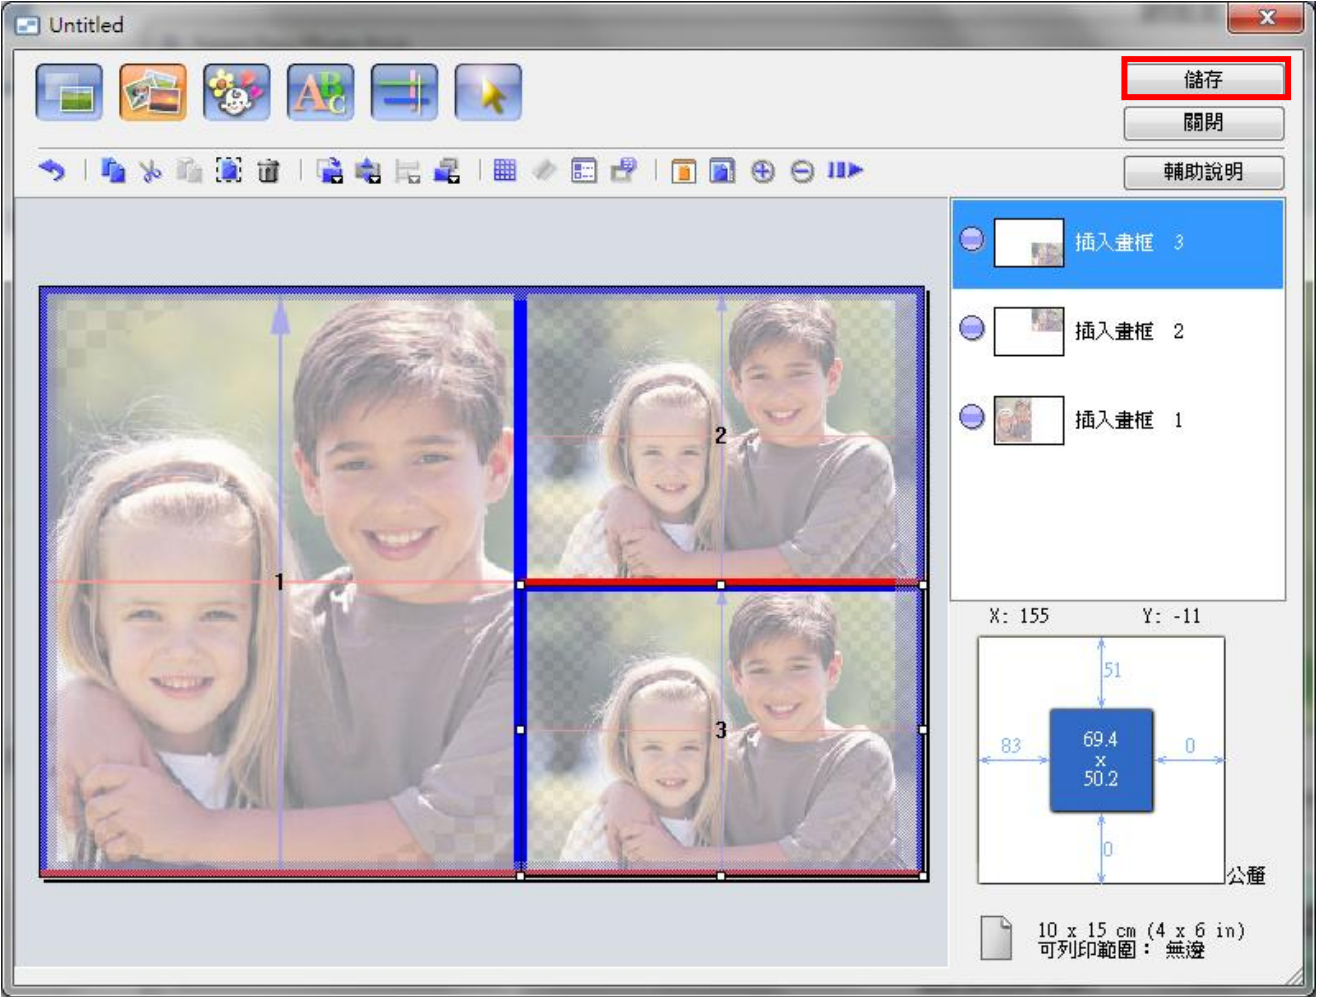 Untitled
儲存
關閉
輔助說明
插入畫框 3
插入畫框 2
插入畫框 1
1
2
3
X: 155 Y: -11
51
83
69.4
x
50.2
0
0
公釐
10 x 15 cm (4 x 6 in)
可列印範圍： 無邊